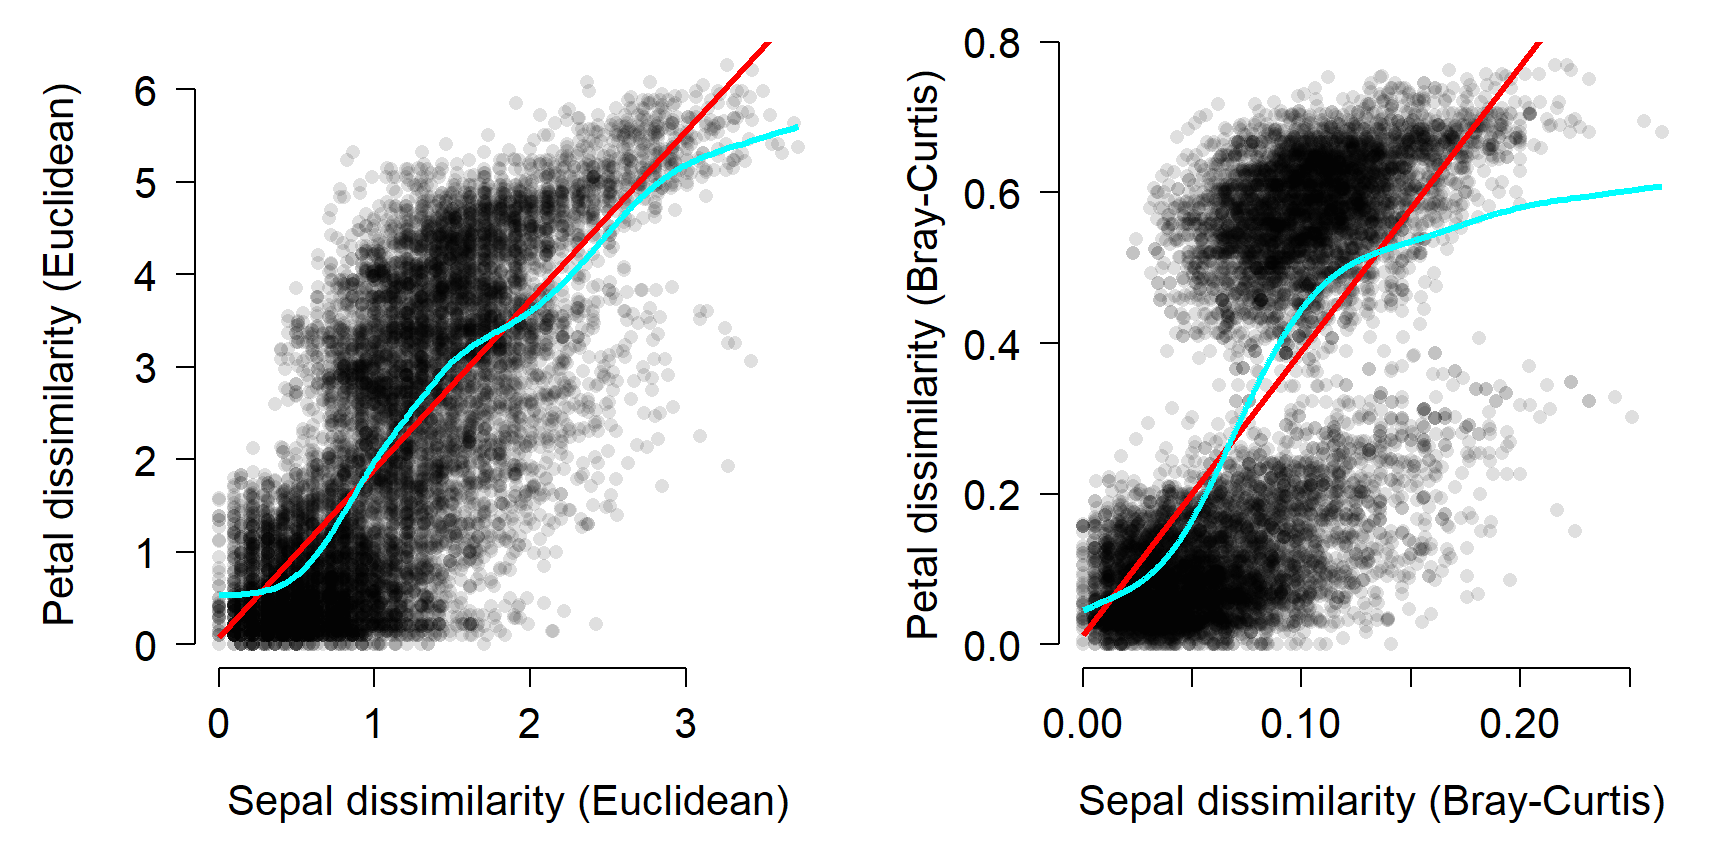 Petal dissimilarity (Euclidean)
6
5
4
3
2
1
0
0 1 2 3
Sepal dissimilarity (Euclidean)
Petal dissimilarity (Bray-Curtis)
0.8
0.6
0.4
0.2
0.0
0.00 0.10 0.20
Sepal dissimilarity (Bray-Curtis)